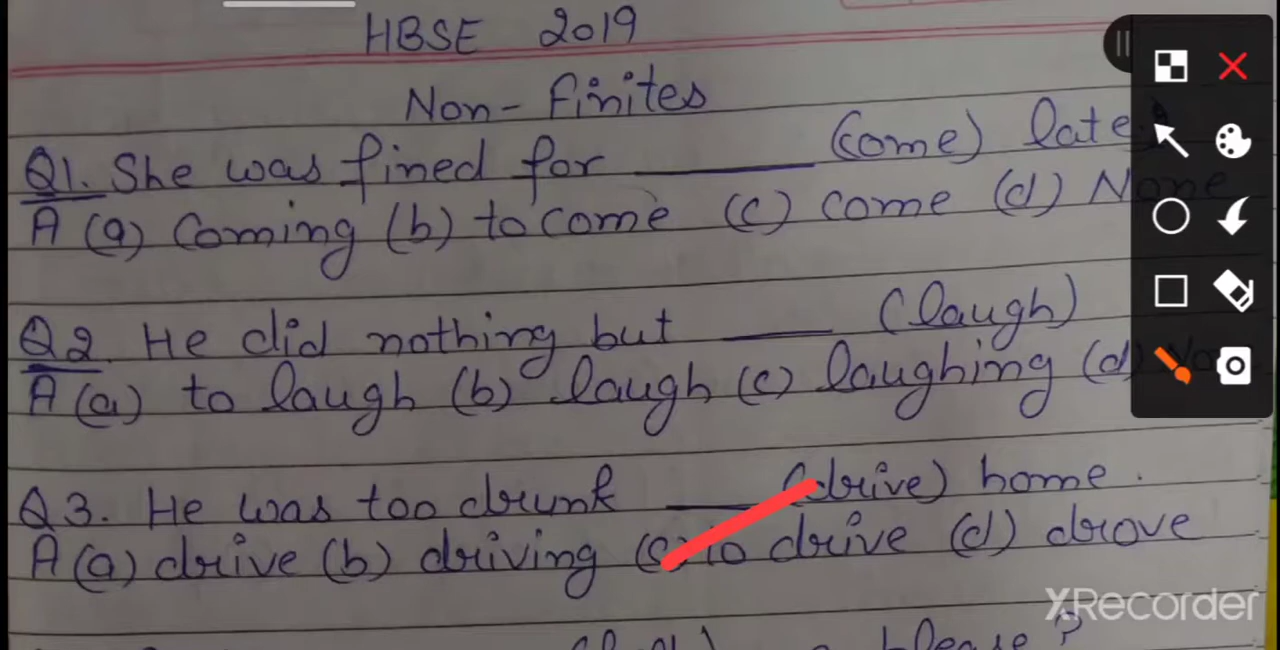 HBSE 2019
Non-Finites
Q1. She was fined for ______ (come) late.
A (a) Coming (b) to come (c) come (d) None
Q2. He did nothing but ____ (laugh)
A (a) to laugh (b) laugh (c) laughing (d)
Q3. He was too drunk ____ (drive) home.
A (a) drive (b) driving (c) to drive (d) drove
please?
XRecorder